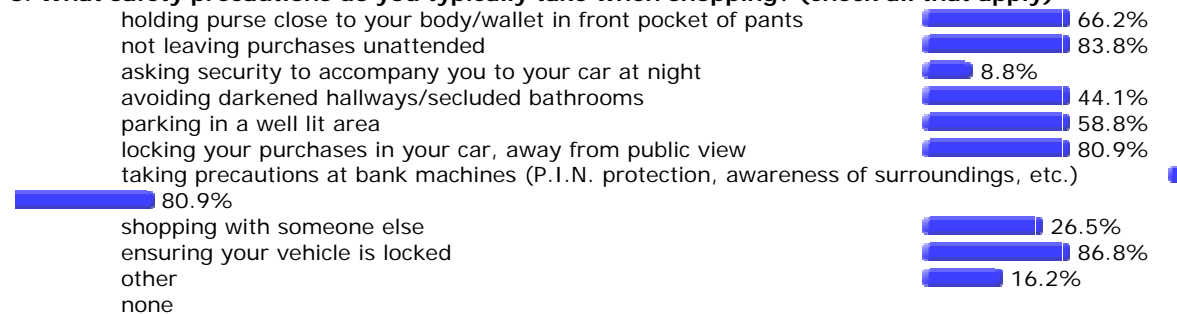 What safety precautions do you typically take when shopping? (check all that apply)
holding purse close to your body/wallet in front pocket of pants 66.2%
not leaving purchases unattended 83.8%
asking security to accompany you to your car at night 8.8%
avoiding darkened hallways/secluded bathrooms 44.1%
parking in a well lit area 58.8%
locking your purchases in your car, away from public view 80.9%
taking precautions at bank machines (P.I.N. protection, awareness of surroundings, etc.)
80.9%
shopping with someone else 26.5%
ensuring your vehicle is locked 86.8%
other 16.2%
none